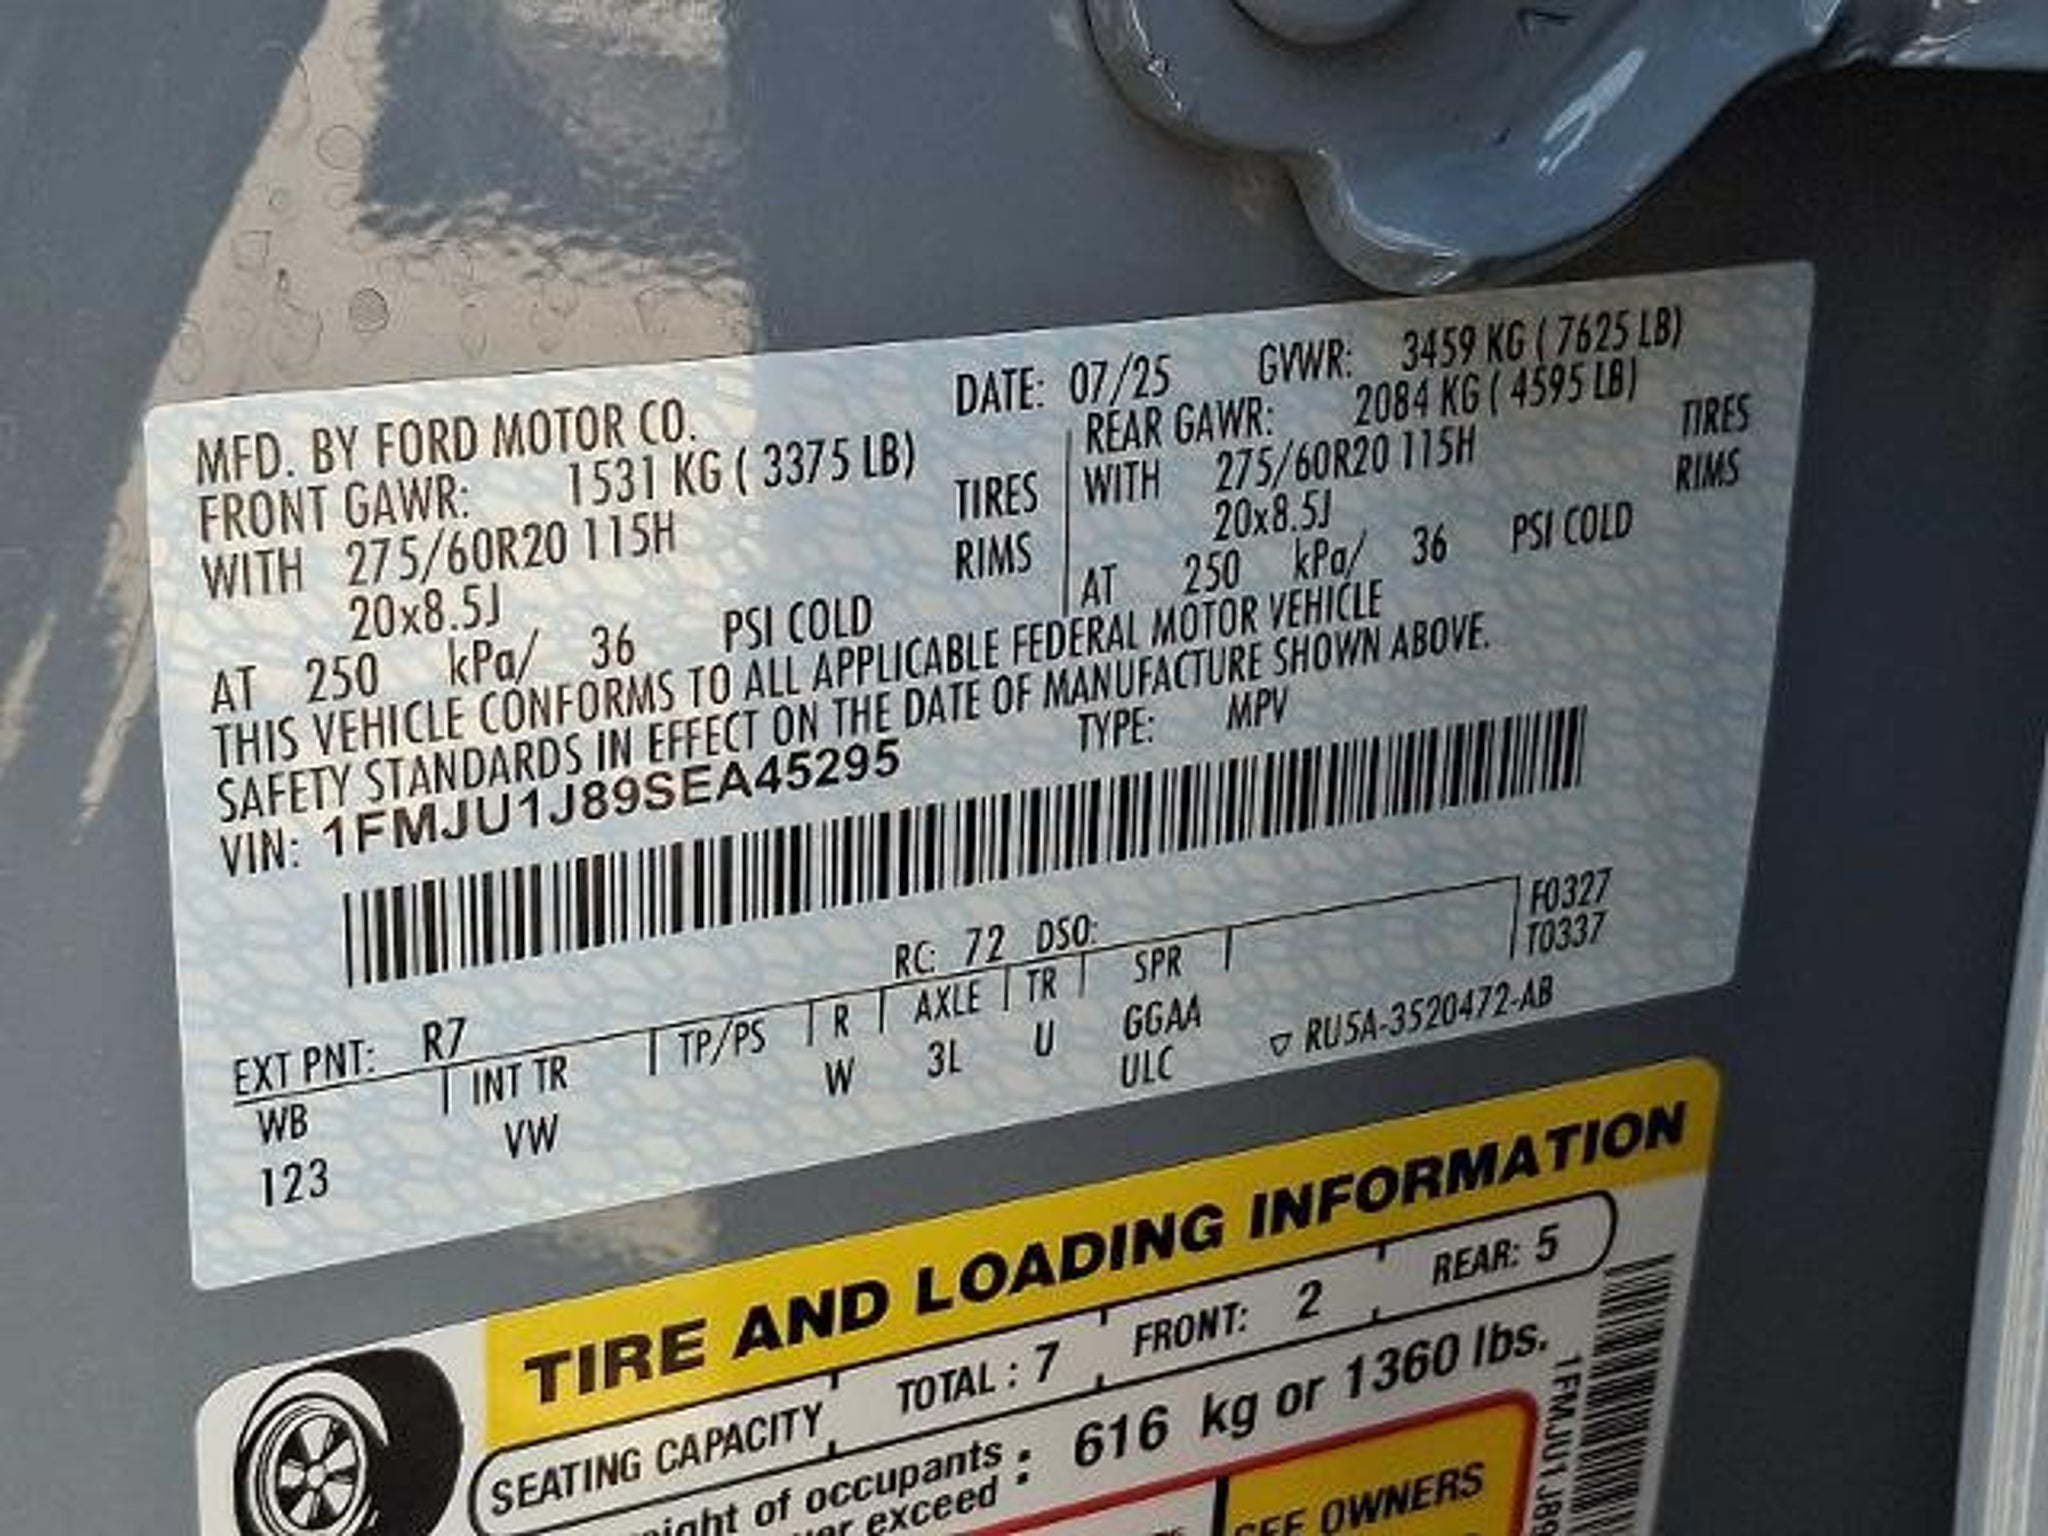 MFD. BY FORD MOTOR CO. DATE: 07/25 GVWR: 3459 KG ( 7625 LB)
FRONT GAWR: 1531 KG ( 3375 LB) REAR GAWR: 2084 KG ( 4595 LB)
WITH 275/60R20 115H TIRES WITH 275/60R20 115H TIRES
20x8.5J RIMS 20x8.5J RIMS
AT 250 kPa/ 36 PSI COLD AT 250 kPa/ 36 PSI COLD
THIS VEHICLE CONFORMS TO ALL APPLICABLE FEDERAL MOTOR VEHICLE
SAFETY STANDARDS IN EFFECT ON THE DATE OF MANUFACTURE SHOWN ABOVE.
VIN: 1FMJU1J89SEA45295 TYPE: MPV
F0327
T0337
EXT PNT: R7 RC: 72 DSO:
WB INT TR TP/PS R AXLE TR SPR
123 VW W 3L U GGAA
ULC
▽ RU5A-3520472-AB
TIRE AND LOADING INFORMATION
SEATING CAPACITY TOTAL : 7 FRONT: 2 REAR: 5
of occupants
exceed : 616 kg or 1360 lbs.
OWNERS
1FMJU1J89